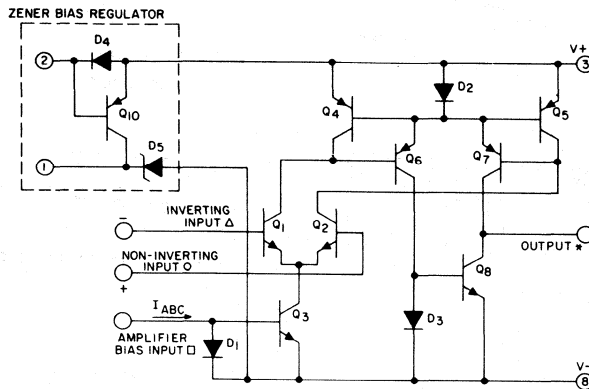 ZENER BIAS REGULATOR
D4
2
Q10
D5
1
V+
3
D2
Q4
Q5
Q6
Q7
−
INVERTING
INPUT △
Q1
Q2
OUTPUT *
NON-INVERTING
INPUT O
+
Q8
IABC
Q3
D3
AMPLIFIER
BIAS INPUT □
D1
V−
8